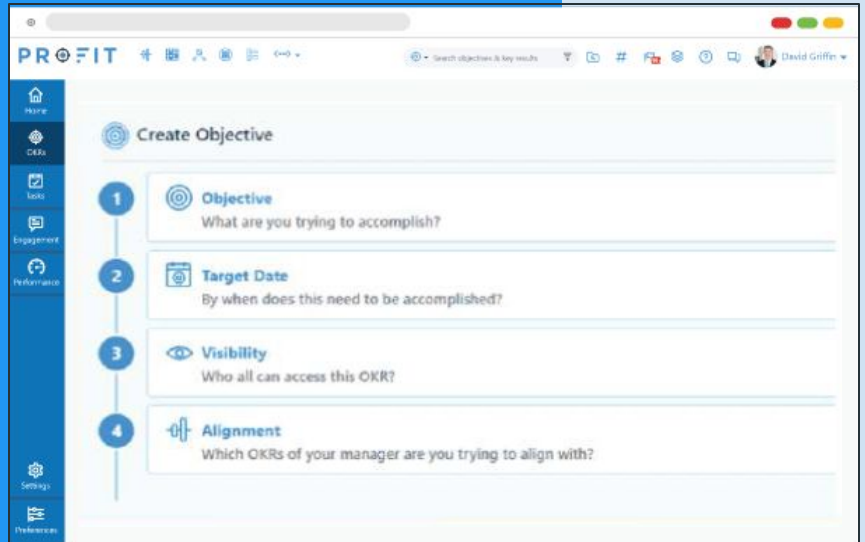 PROFIT
Search objectives & key results
#
David Griffin
Home
OKRs
Tasks
Engagement
Performance
Settings
Preferences
Create Objective
1
Objective
What are you trying to accomplish?
2
Target Date
By when does this need to be accomplished?
3
Visibility
Who all can access this OKR?
4
Alignment
Which OKRs of your manager are you trying to align with?